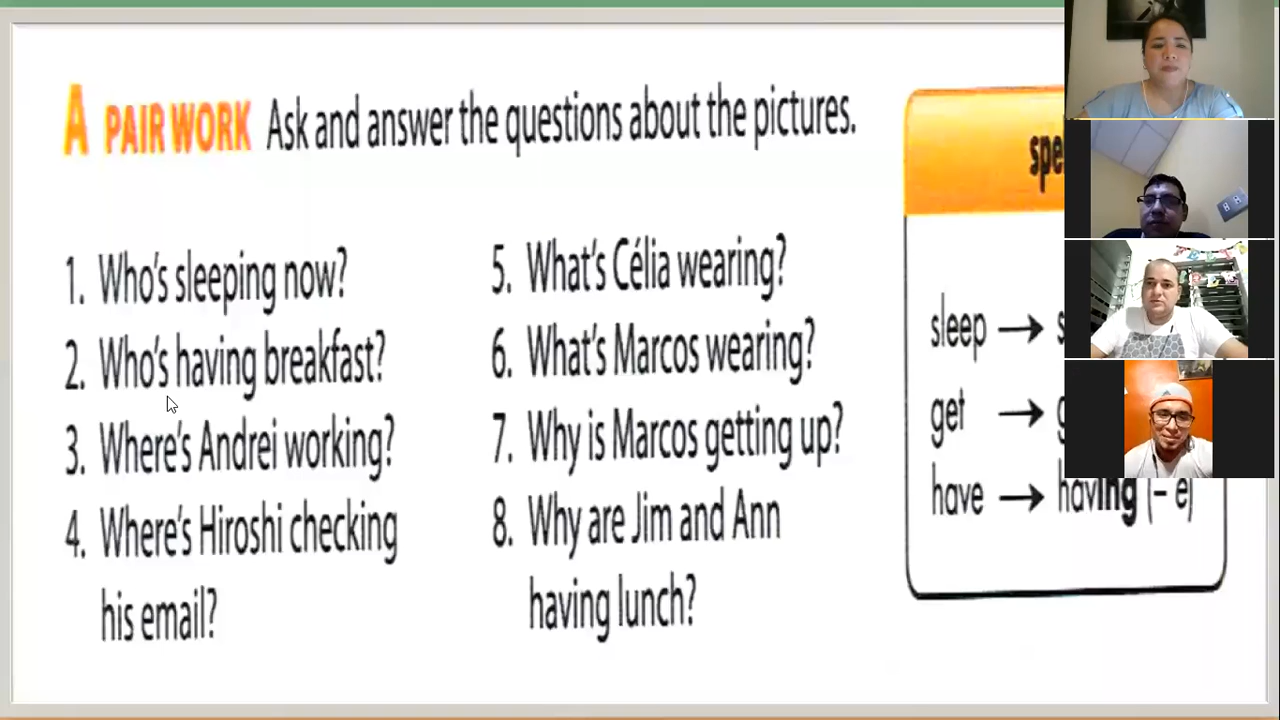 A PAIR WORK Ask and answer the questions about the pictures.
1. Who's sleeping now?
2. Who's having breakfast?
3. Where's Andrei working?
4. Where's Hiroshi checking
his email?
5. What's Célia wearing?
6. What's Marcos wearing?
7. Why is Marcos getting up?
8. Why are Jim and Ann
having lunch?
sleep →
get →
have → having (– e)